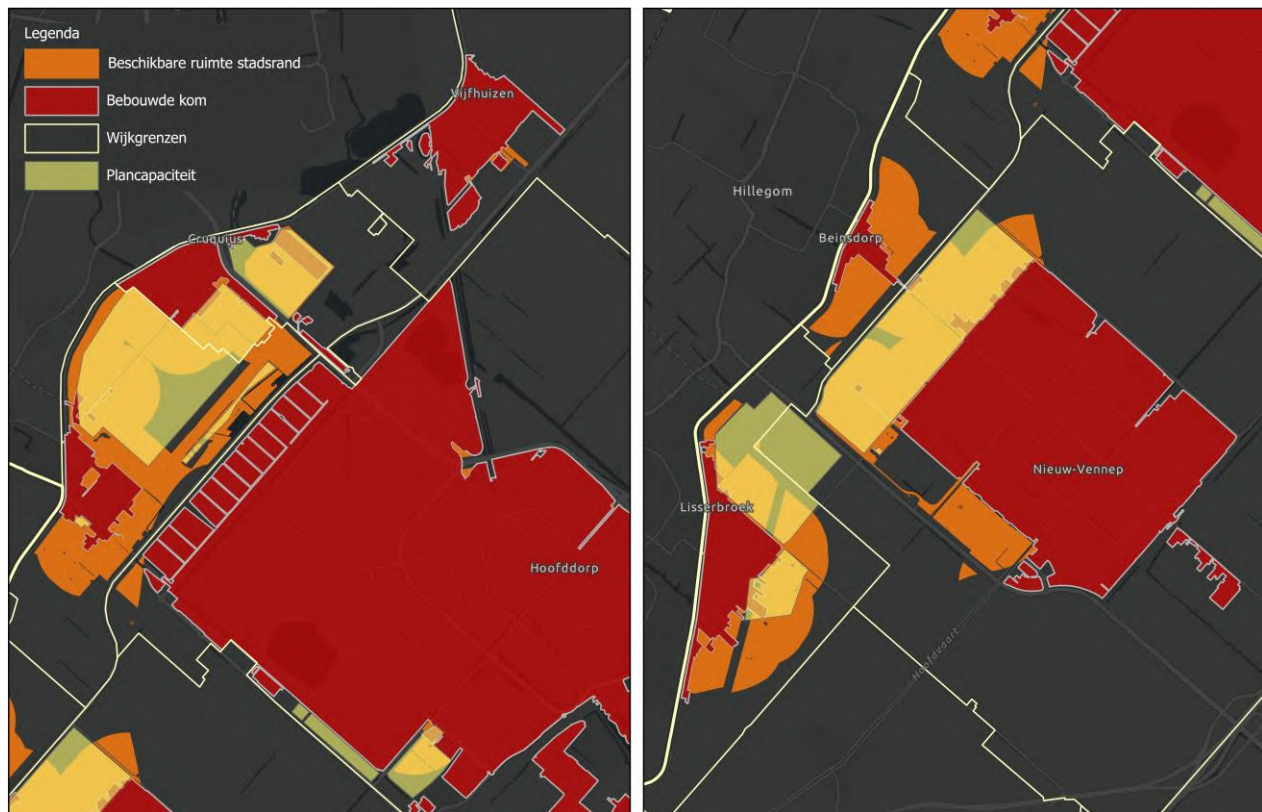 Legenda
Beschikbare ruimte stadsrand
Bebouwde kom
Wijkgrenzen
Plancapaciteit
Vijfhuizen
Cruquius
Hoofddorp
Hillegom
Beinsdorp
Nieuw-Vennep
Lisserbroek
Hoofdvaart